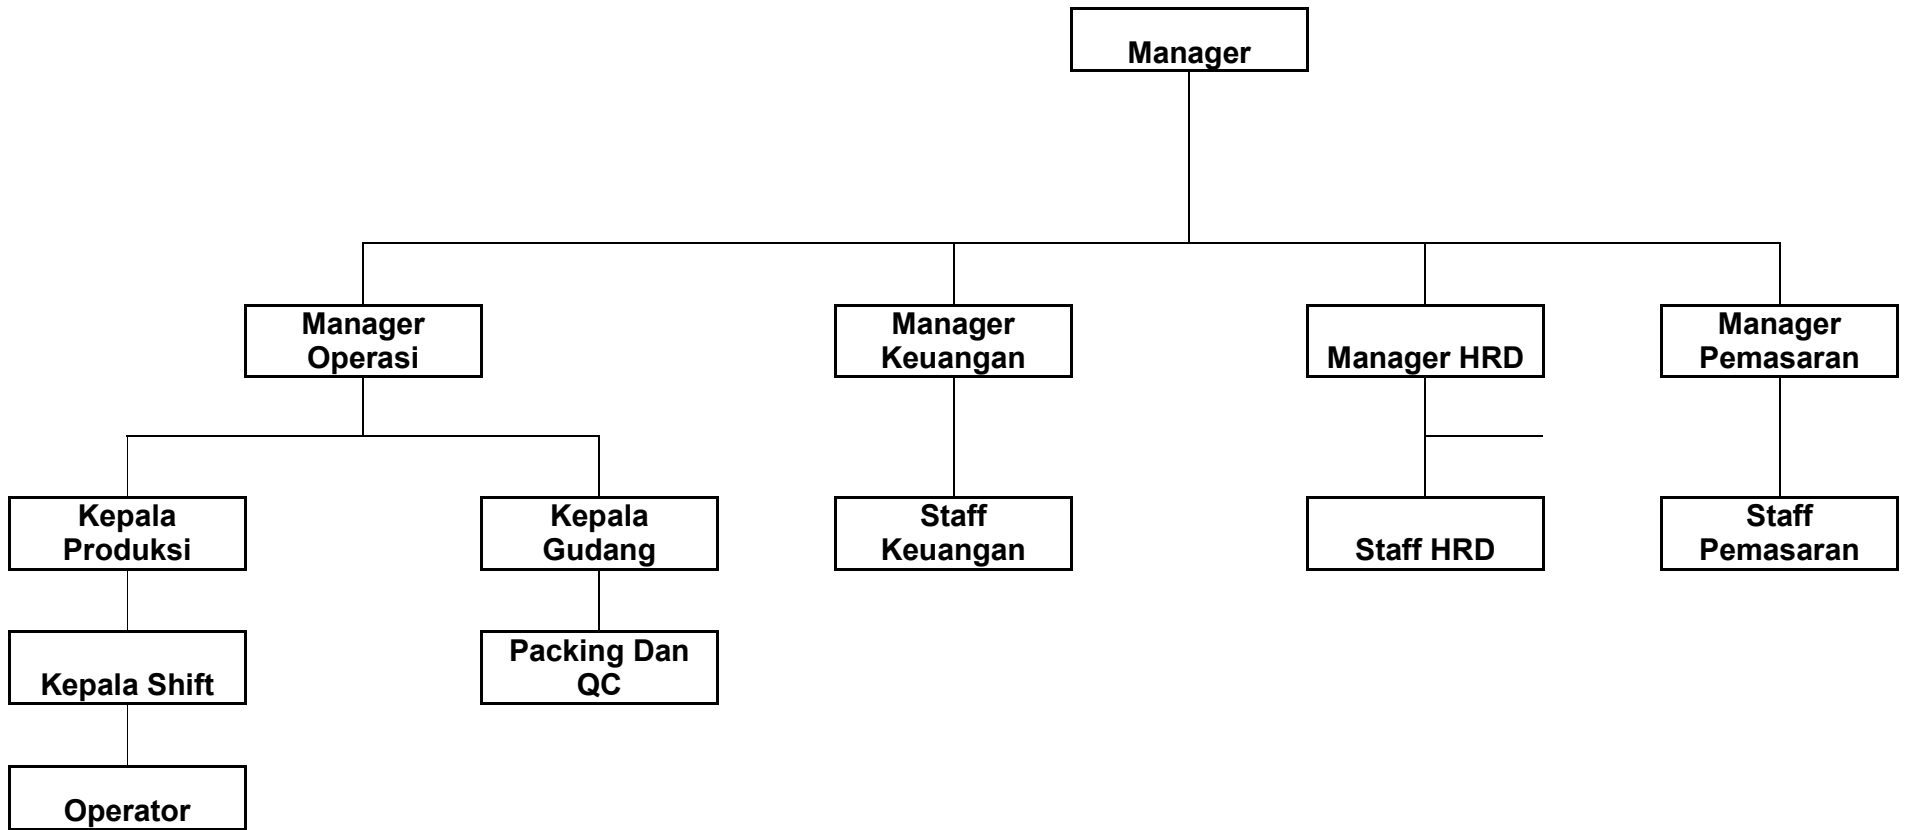 Manager
Manager
Operasi
Manager
Keuangan
Manager HRD
Manager
Pemasaran
Kepala
Produksi
Kepala
Gudang
Staff
Keuangan
Staff HRD
Staff
Pemasaran
Kepala Shift
Packing Dan
QC
Operator